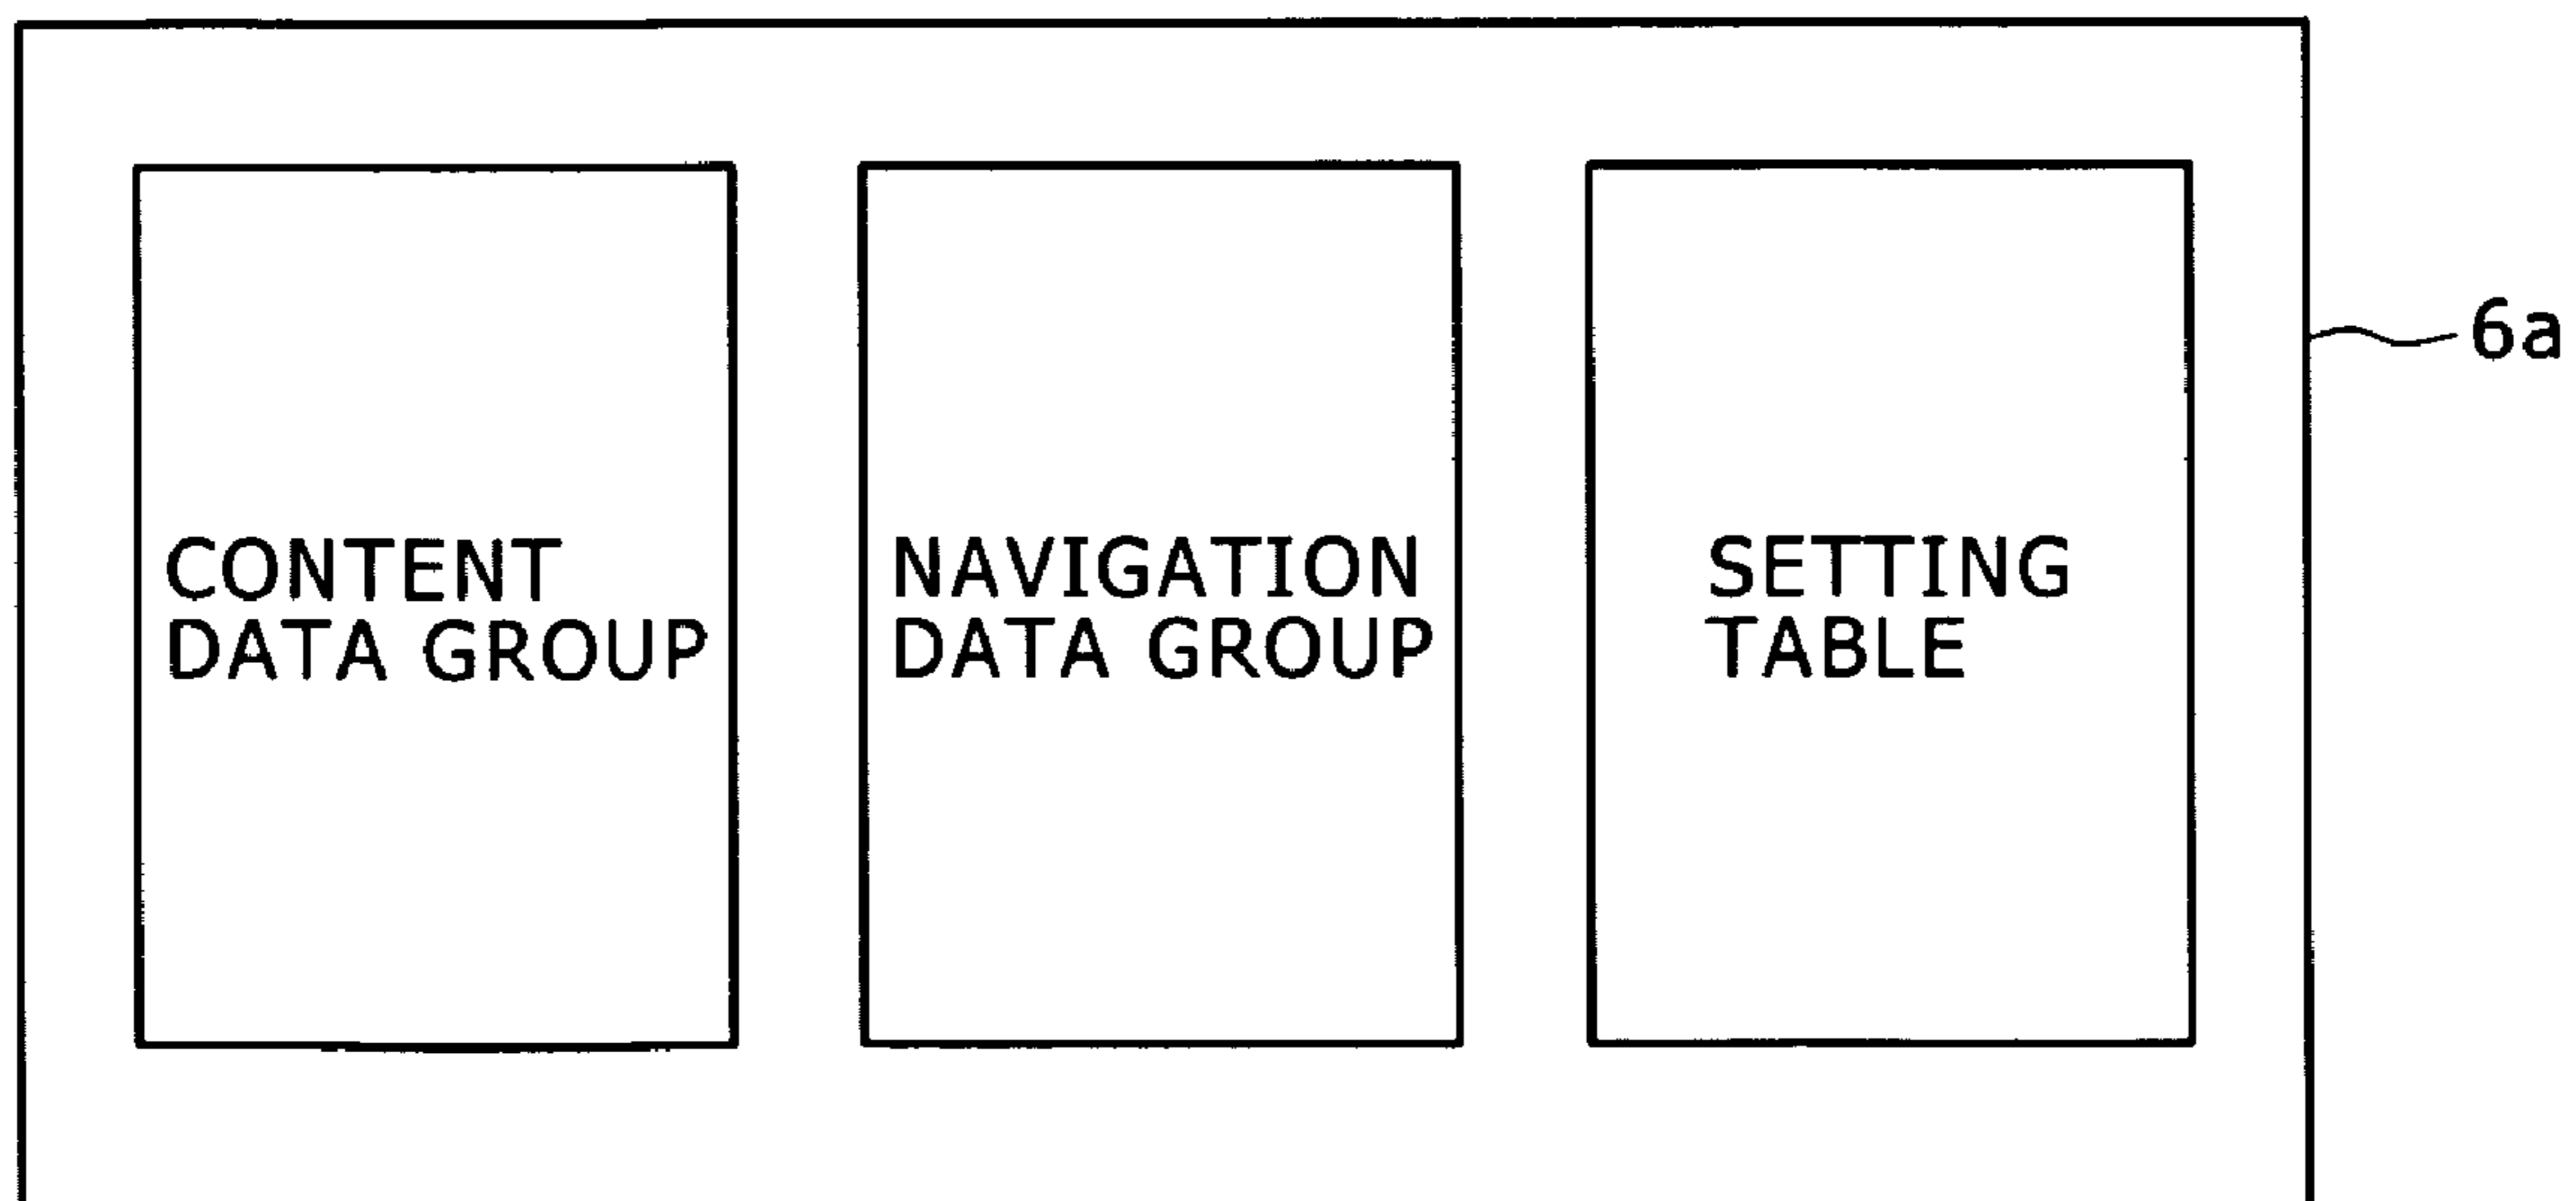 6a
CONTENT
DATA GROUP
NAVIGATION
DATA GROUP
SETTING
TABLE